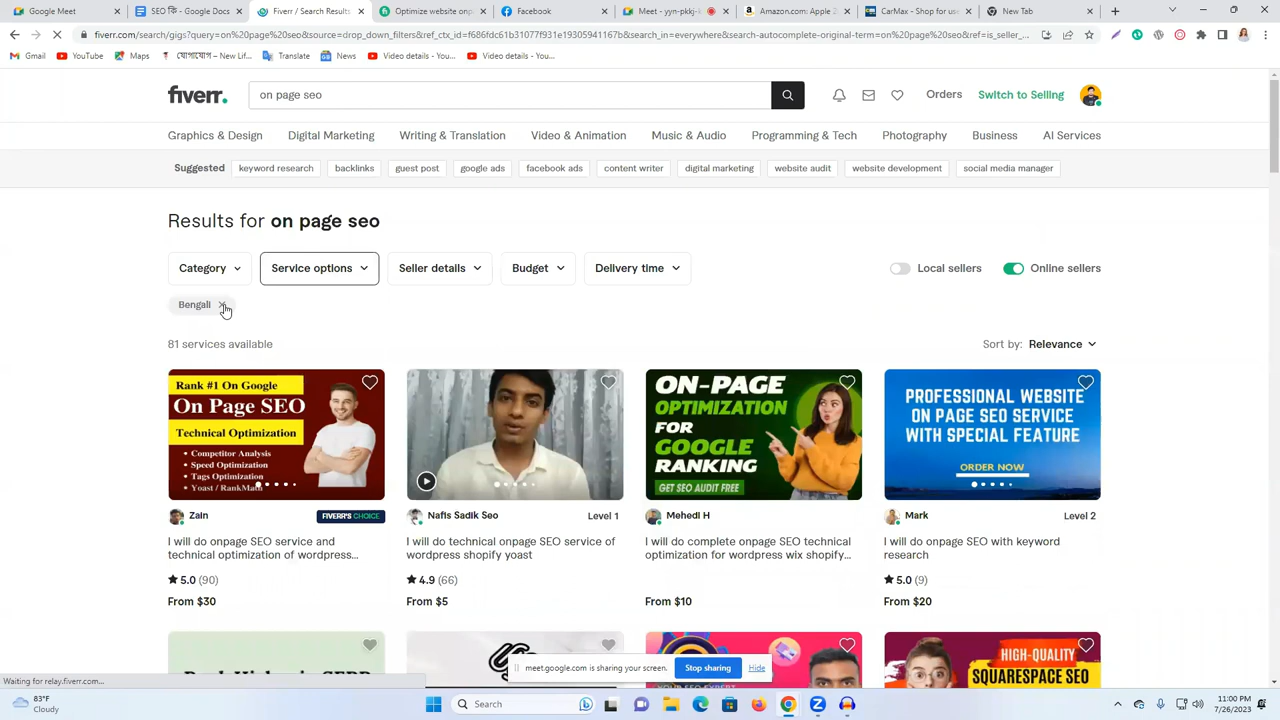 Google Meet
SEO টিক - Google Docs
Fiverr / Search Results
Optimize website onp
Facebook
Meet - yyn-pkkj-
Amazon.com: Apple
CarMax - Shop for use
New Tab
fiverr.com/search/gigs?query=on%20page%20seo&source=drop_down_filters&ref_ctx_id=f686fdc61b31077f931e19305941167b&search_in=everywhere&search-autocomplete-original-term=on%20page%20seo&ref=is_seller_...
Gmail
YouTube
Maps
যোগাযোগ – New Lif...
Translate
News
Video details - You...
Video details - You...
fiverr.
on page seo
Orders
Switch to Selling
Graphics & Design
Digital Marketing
Writing & Translation
Video & Animation
Music & Audio
Programming & Tech
Photography
Business
AI Services
Suggested
keyword research
backlinks
guest post
google ads
facebook ads
content writer
digital marketing
website audit
website development
social media manager
Results for on page seo
Category
Service options
Seller details
Budget
Delivery time
Local sellers
Online sellers
Bengali
81 services available
Sort by: Relevance
Rank #1 On Google
On Page SEO
Technical Optimization
• Competitor Analysis
• Speed Optimization
• Tags Optimization
• Yoast / RankMath
ON-PAGE
OPTIMIZATION
FOR
GOOGLE
RANKING
GET SEO AUDIT FREE
PROFESSIONAL WEBSITE
ON PAGE SEO SERVICE
WITH SPECIAL FEATURE
ORDER NOW
Zain
FIVERR'S CHOICE
Nafis Sadik Seo
Level 1
Mehedi H
Mark
Level 2
I will do onpage SEO service and
technical optimization of wordpress...
I will do technical onpage SEO service of
wordpress shopify yoast
I will do complete onpage SEO technical
optimization for wordpress wix shopify...
I will do onpage SEO with keyword
research
5.0 (90)
4.9 (66)
5.0 (9)
From $30
From $5
From $10
From $20
HIGH-QUALITY
SQUARESPACE SEO
meet.google.com is sharing your screen.
Stop sharing
Hide
Waiting for relay.fiverr.com...
Cloudy
Search
11:00 PM
7/26/2023